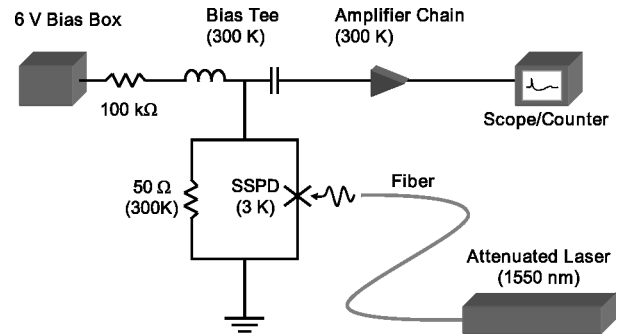 6 V Bias Box
Bias Tee
(300 K)
Amplifier Chain
(300 K)
100 kΩ
Scope/Counter
50 Ω
(300K)
SSPD
(3 K)
Fiber
Attenuated Laser
(1550 nm)